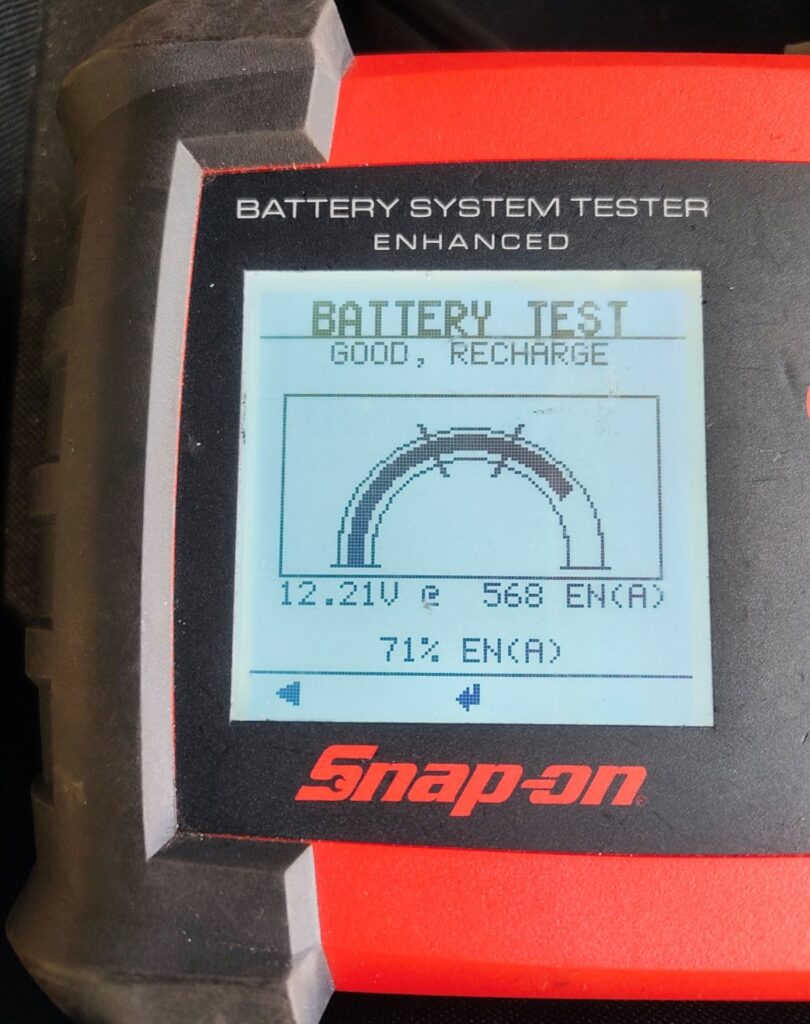 BATTERY SYSTEM TESTER
ENHANCED
BATTERY TEST
GOOD, RECHARGE
12.21V @ 568 EN(A)
71% EN(A)
Snap-on